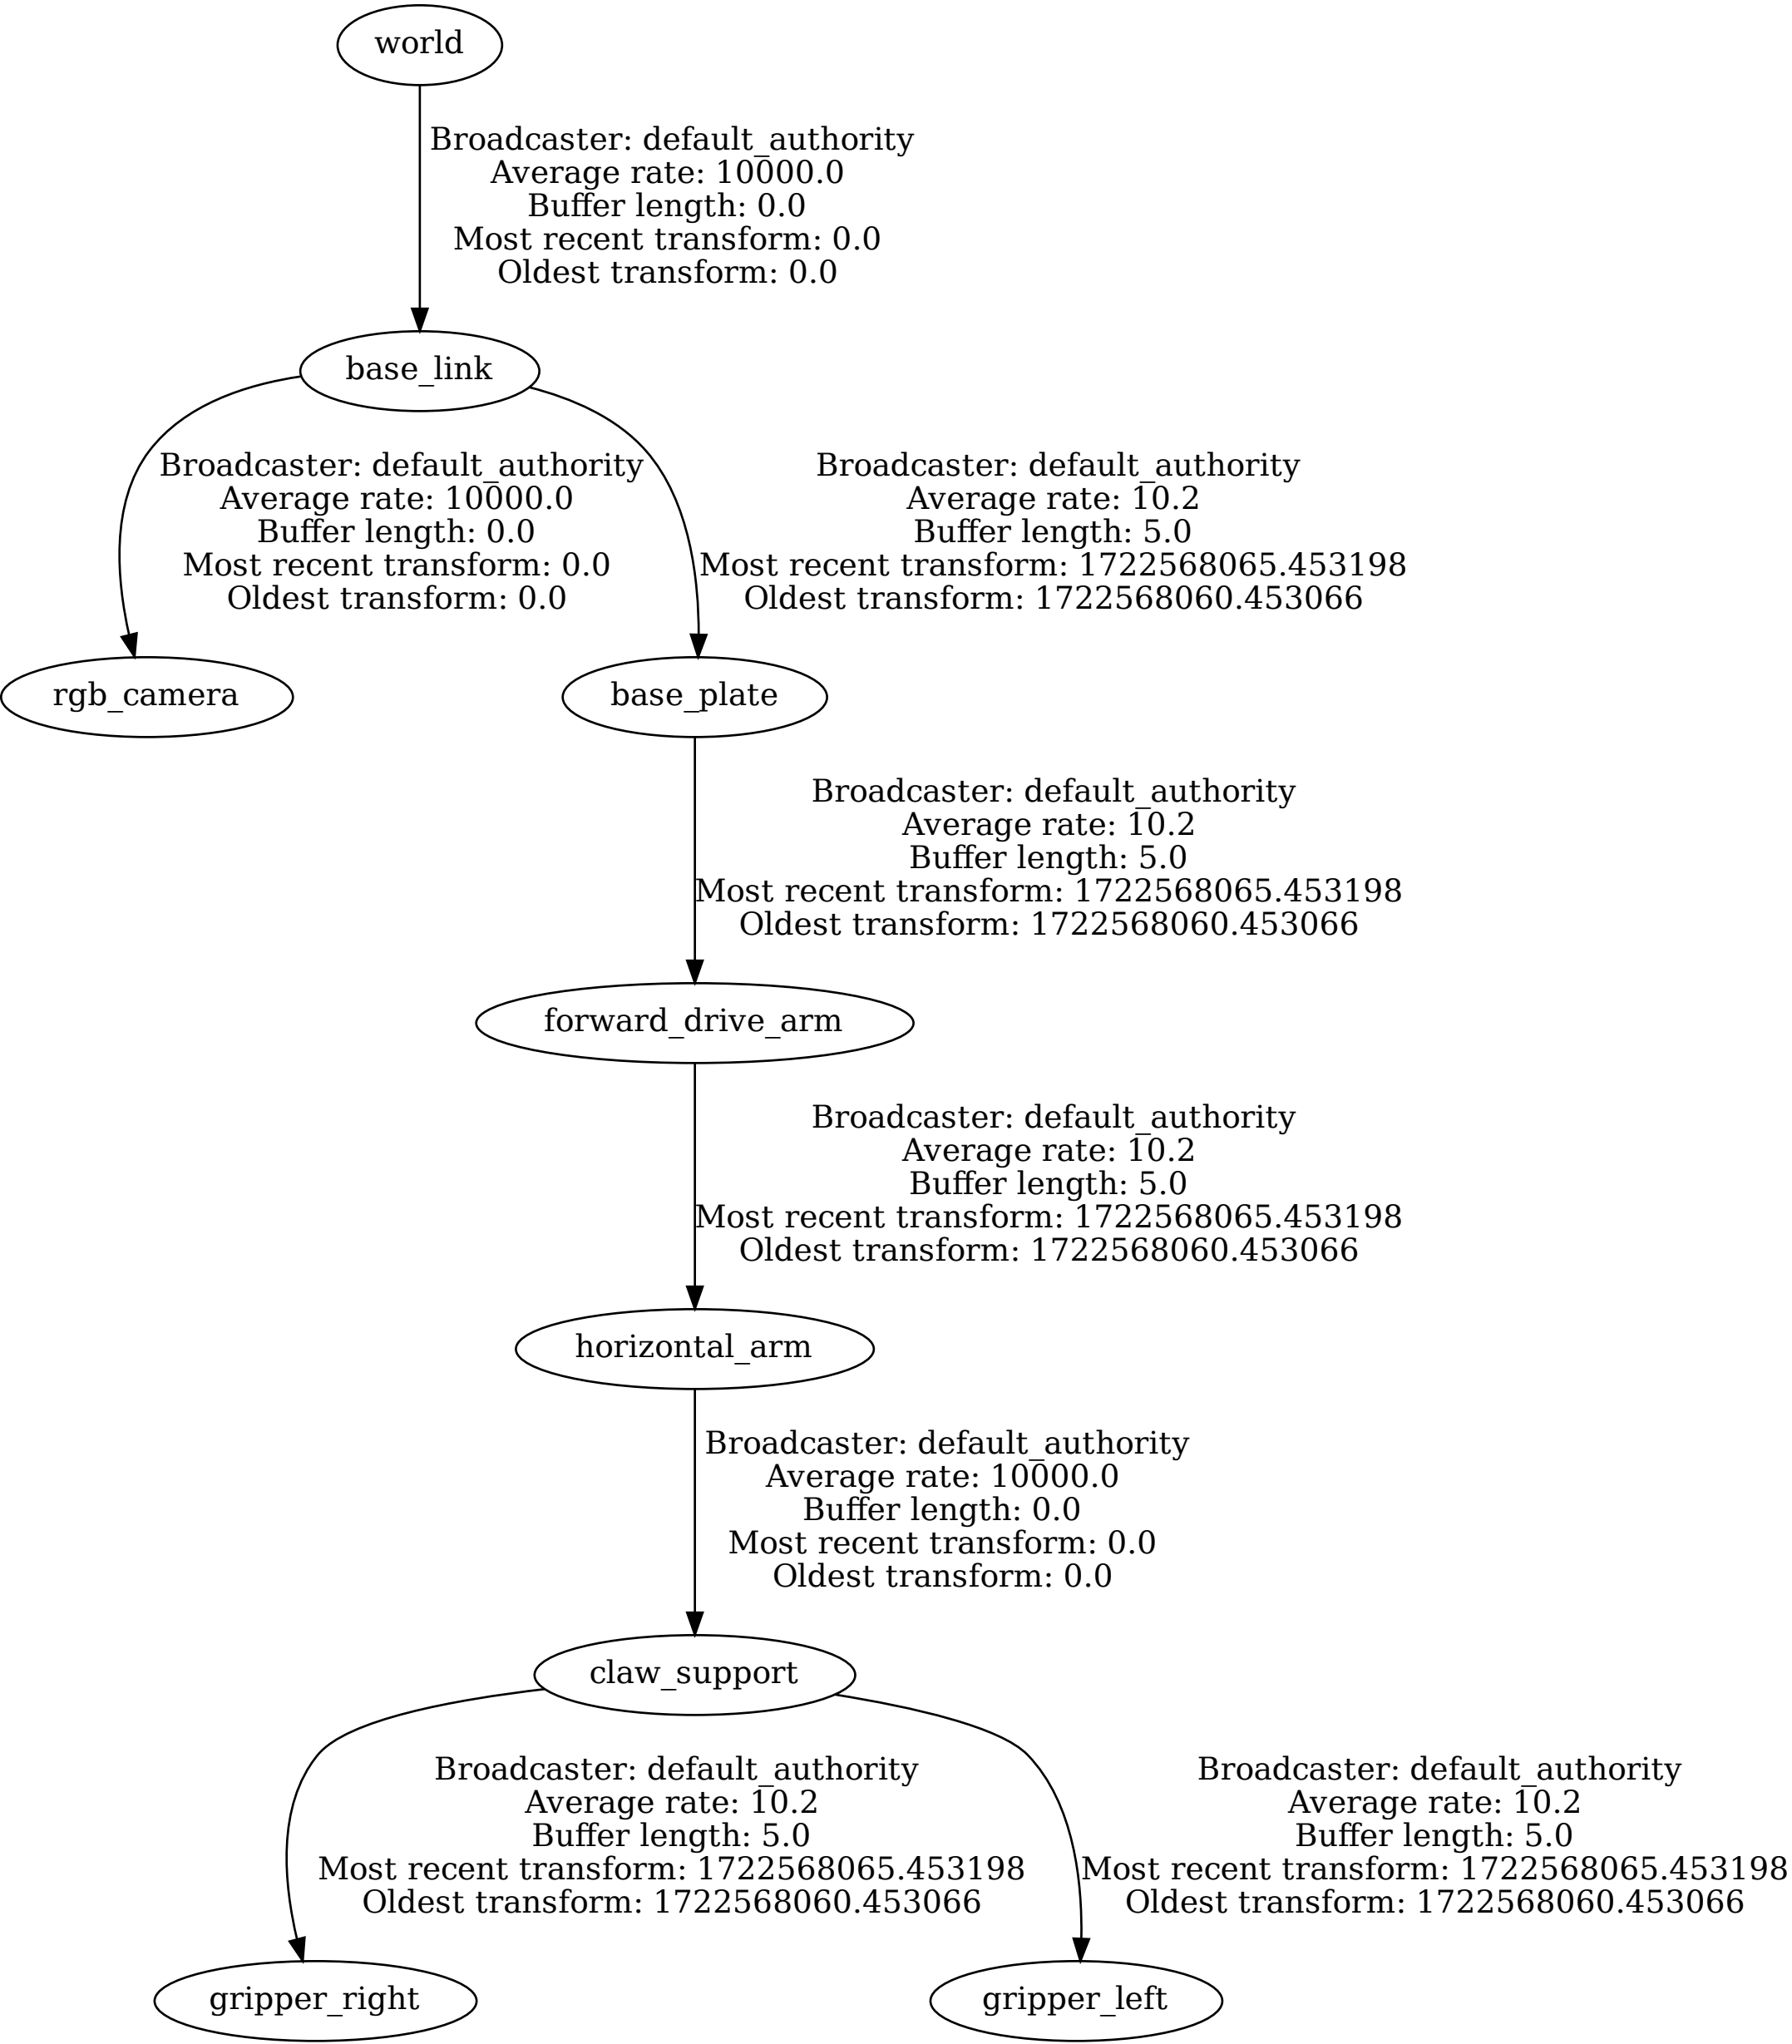 world
Broadcaster: default_authority
Average rate: 10000.0
Buffer length: 0.0
Most recent transform: 0.0
Oldest transform: 0.0
base_link
Broadcaster: default_authority
Average rate: 10000.0
Buffer length: 0.0
Most recent transform: 0.0
Oldest transform: 0.0
Broadcaster: default_authority
Average rate: 10.2
Buffer length: 5.0
Most recent transform: 1722568065.453198
Oldest transform: 1722568060.453066
rgb_camera
base_plate
Broadcaster: default_authority
Average rate: 10.2
Buffer length: 5.0
Most recent transform: 1722568065.453198
Oldest transform: 1722568060.453066
forward_drive_arm
Broadcaster: default_authority
Average rate: 10.2
Buffer length: 5.0
Most recent transform: 1722568065.453198
Oldest transform: 1722568060.453066
horizontal_arm
Broadcaster: default_authority
Average rate: 10000.0
Buffer length: 0.0
Most recent transform: 0.0
Oldest transform: 0.0
claw_support
Broadcaster: default_authority
Average rate: 10.2
Buffer length: 5.0
Most recent transform: 1722568065.453198
Oldest transform: 1722568060.453066
Broadcaster: default_authority
Average rate: 10.2
Buffer length: 5.0
Most recent transform: 1722568065.453198
Oldest transform: 1722568060.453066
gripper_right
gripper_left